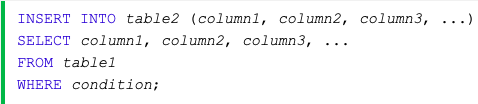 INSERT INTO table2 (column1, column2, column3, ...)
SELECT column1, column2, column3, ...
FROM table1
WHERE condition;